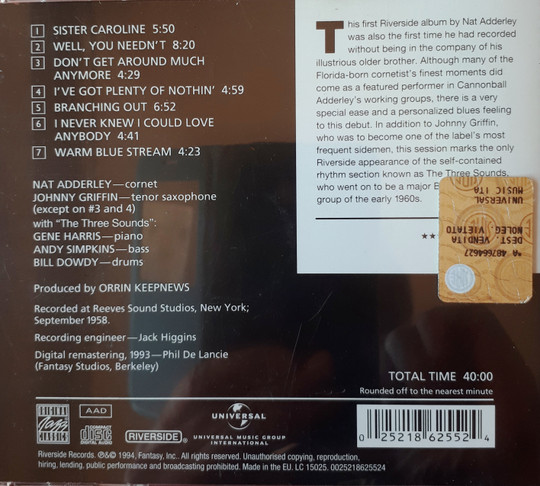 1 SISTER CAROLINE 5:50
2 WELL, YOU NEEDN'T 8:20
3 DON'T GET AROUND MUCH
ANYMORE 4:29
4 I'VE GOT PLENTY OF NOTHIN' 4:59
5 BRANCHING OUT 6:52
6 I NEVER KNEW I COULD LOVE
ANYBODY 4:41
7 WARM BLUE STREAM 4:23
NAT ADDERLEY—cornet
JOHNNY GRIFFIN—tenor saxophone
(except on #3 and 4)
with "The Three Sounds":
GENE HARRIS—piano
ANDY SIMPKINS—bass
BILL DOWDY—drums
Produced by ORRIN KEEPNEWS
Recorded at Reeves Sound Studios, New York;
September 1958.
Recording engineer—Jack Higgins
Digital remastering, 1993—Phil De Lancie
(Fantasy Studios, Berkeley)
This first Riverside album by Nat Adderley
was also the first time he had recorded
without being in the company of his
illustrious older brother. Although many of the
Florida-born cornetist's finest moments did
come as a featured performer in Cannonball
Adderley's working groups, there is a very
special ease and a personalized blues feeling
to this debut. In addition to Johnny Griffin,
who was to become one of the label's most
frequent sidemen, this session marks the only
Riverside appearance of the self-contained
rhythm section known as The Three Sounds,
who went on to be a major
group of the early 1960s.
★★
*A 487664627
DEST. VENDITA
NOLEG. VIETATO
UNIVERSAL
MUSIC ITA
TOTAL TIME 40:00
Rounded off to the nearest minute
ORIGINAL
Jazz
CLASSICS
AAD
COMPACT
disc
DIGITAL AUDIO
RIVERSIDE
UNIVERSAL
UNIVERSAL MUSIC GROUP
INTERNATIONAL
0 25218 62552 4
Riverside Records. ℗&© 1994, Fantasy, Inc.. All rights reserved. Unauthorised copying, reproduction,
hiring, lending, public performance and broadcasting prohibited. Made in the EU. LC 15025. 0025218625524